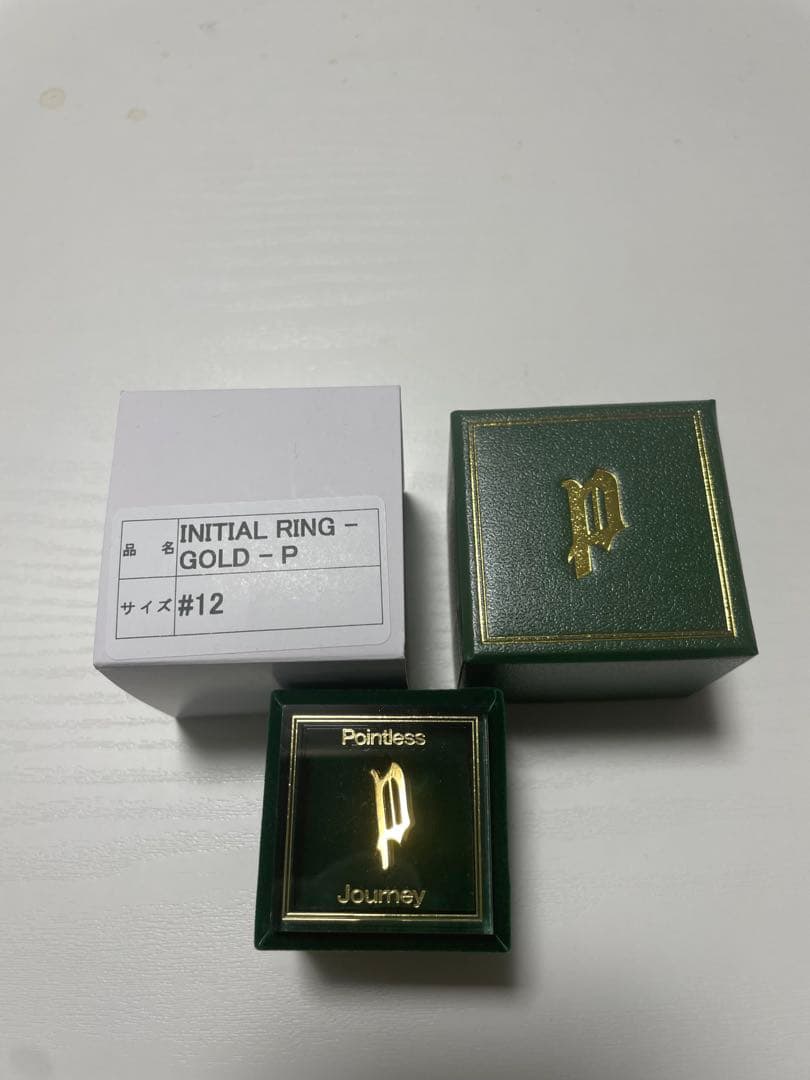 品 名 INITIAL RING -
GOLD - P
サイズ #12
P
Pointless
P
Journey